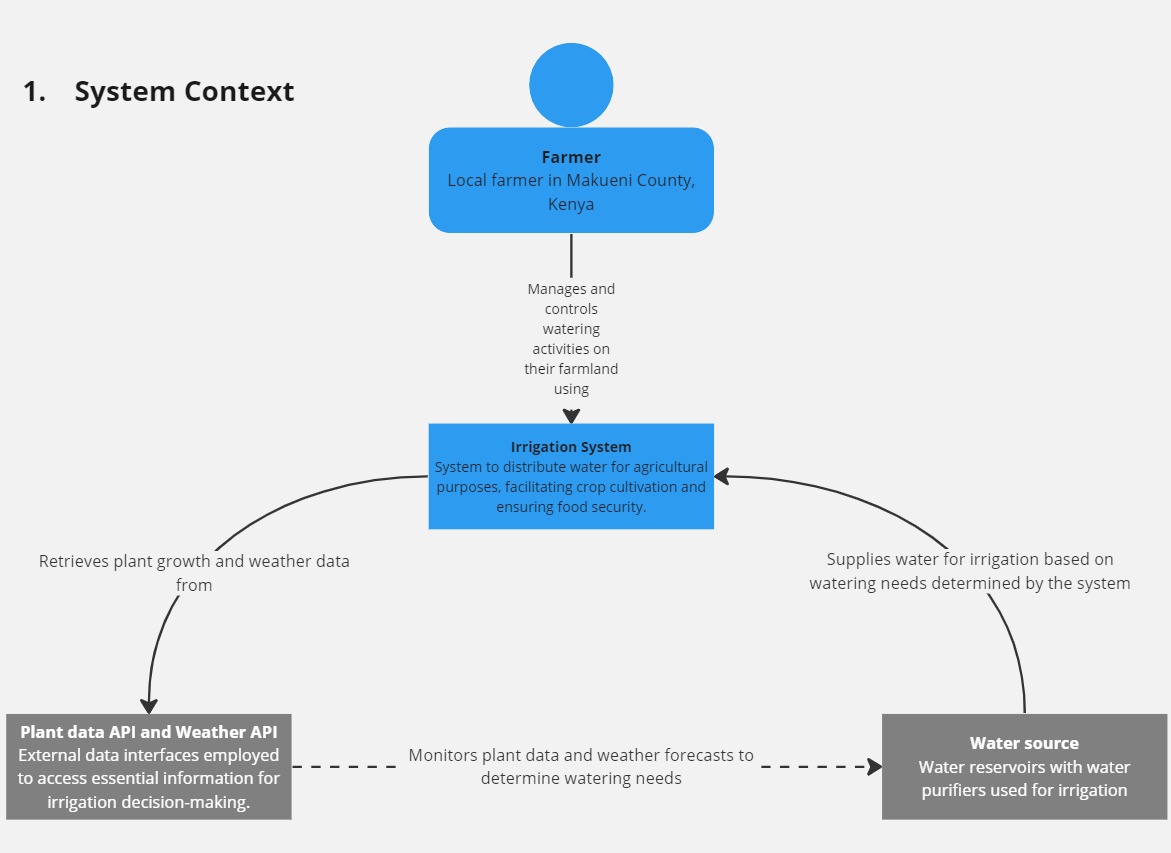 1. System Context
Farmer
Local farmer in Makueni County,
Kenya
Manages and
controls
watering
activities on
their farmland
using
Irrigation System
System to distribute water for agricultural
purposes, facilitating crop cultivation and
ensuring food security.
Retrieves plant growth and weather data
from
Supplies water for irrigation based on
watering needs determined by the system
Plant data API and Weather API
External data interfaces employed
to access essential information for
irrigation decision-making.
Monitors plant data and weather forecasts to
determine watering needs
Water source
Water reservoirs with water
purifiers used for irrigation